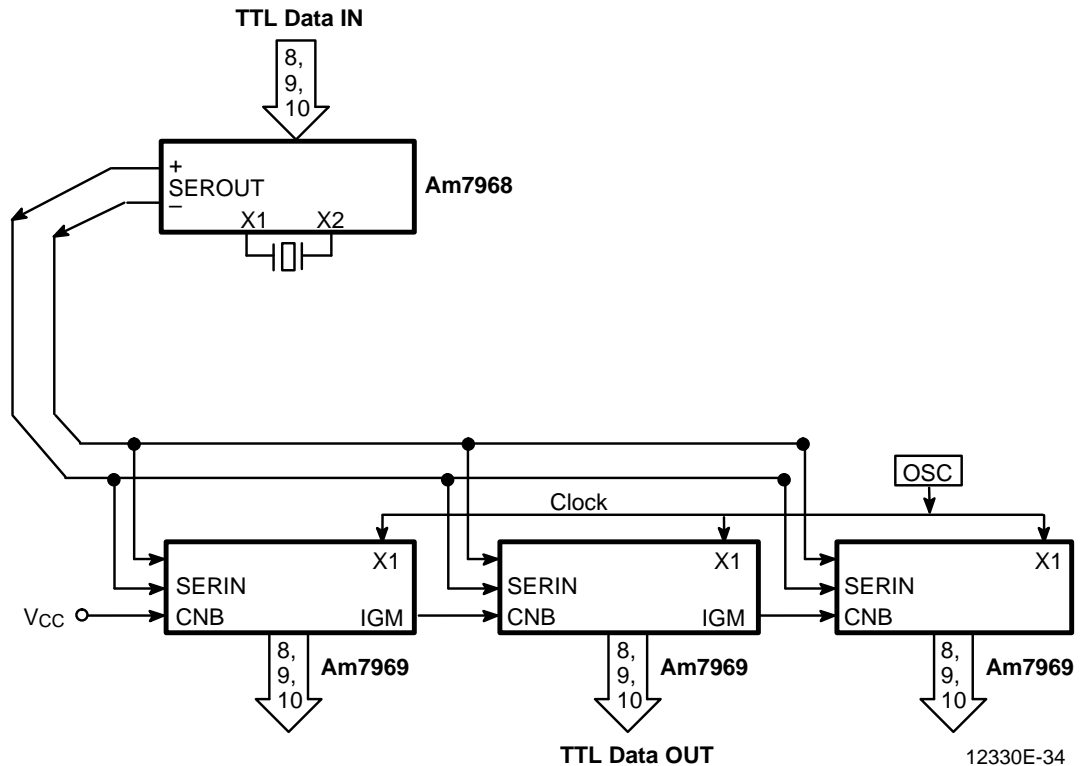 TTL Data IN
8,
9,
10
+
SEROUT
–
X1 X2
Am7968
OSC
Clock
X1
SERIN
CNB
IGM
X1
SERIN
CNB
IGM
X1
SERIN
CNB
VCC
8,
9,
10
Am7969
8,
9,
10
Am7969
8,
9,
10
Am7969
TTL Data OUT
12330E-34